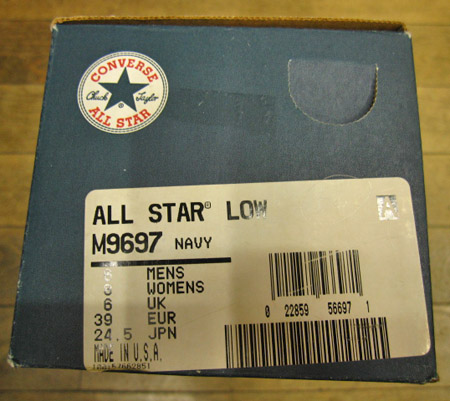 CONVERSE
Chuck Taylor
ALL STAR
®
ALL STAR® LOW
M9697 NAVY
MENS
WOMENS
6 UK
39 EUR
24.5 JPN
MADE IN U.S.A.
0 22859 56697 1